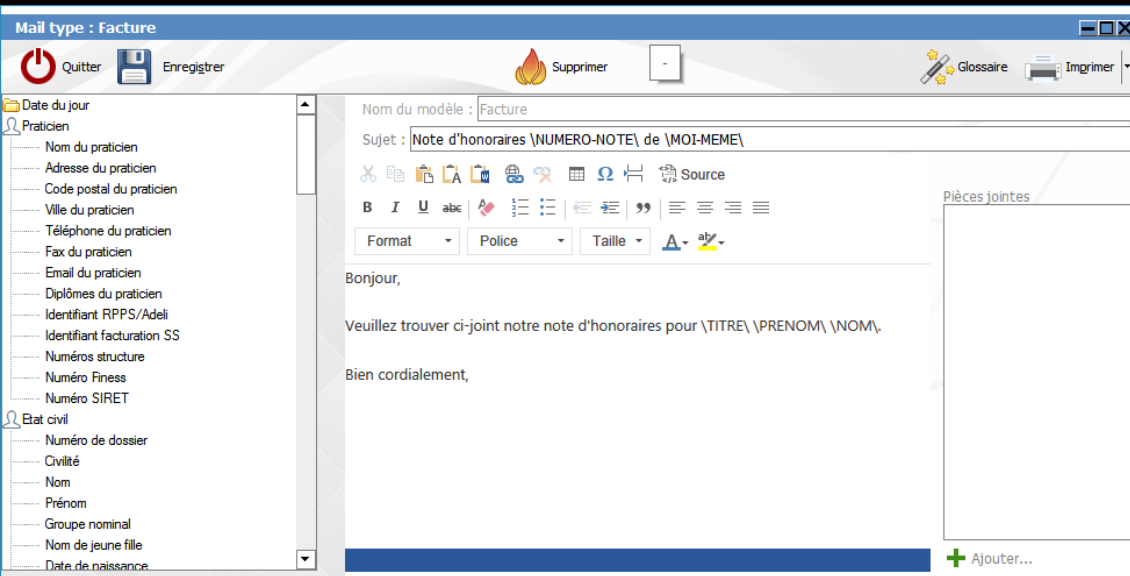 Mail type : Facture
Quitter
Enregistrer
Supprimer
-
Glossaire
Imprimer
Date du jour
Praticien
Nom du praticien
Adresse du praticien
Code postal du praticien
Ville du praticien
Téléphone du praticien
Fax du praticien
Email du praticien
Diplômes du praticien
Identifiant RPPS/Adeli
Identifiant facturation SS
Numéros structure
Numéro Finess
Numéro SIRET
Etat civil
Numéro de dossier
Civilité
Nom
Prénom
Groupe nominal
Nom de jeune fille
Date de naissance
Nom du modèle : Facture
Sujet : Note d'honoraires \NUMERO-NOTE\ de \MOI-MEME\
Source
B I U abc
Format Police Taille A ab
Bonjour,
Veuillez trouver ci-joint notre note d'honoraires pour \TITRE\ \PRENOM\ \NOM\.
Bien cordialement,
Pièces jointes
Ajouter...